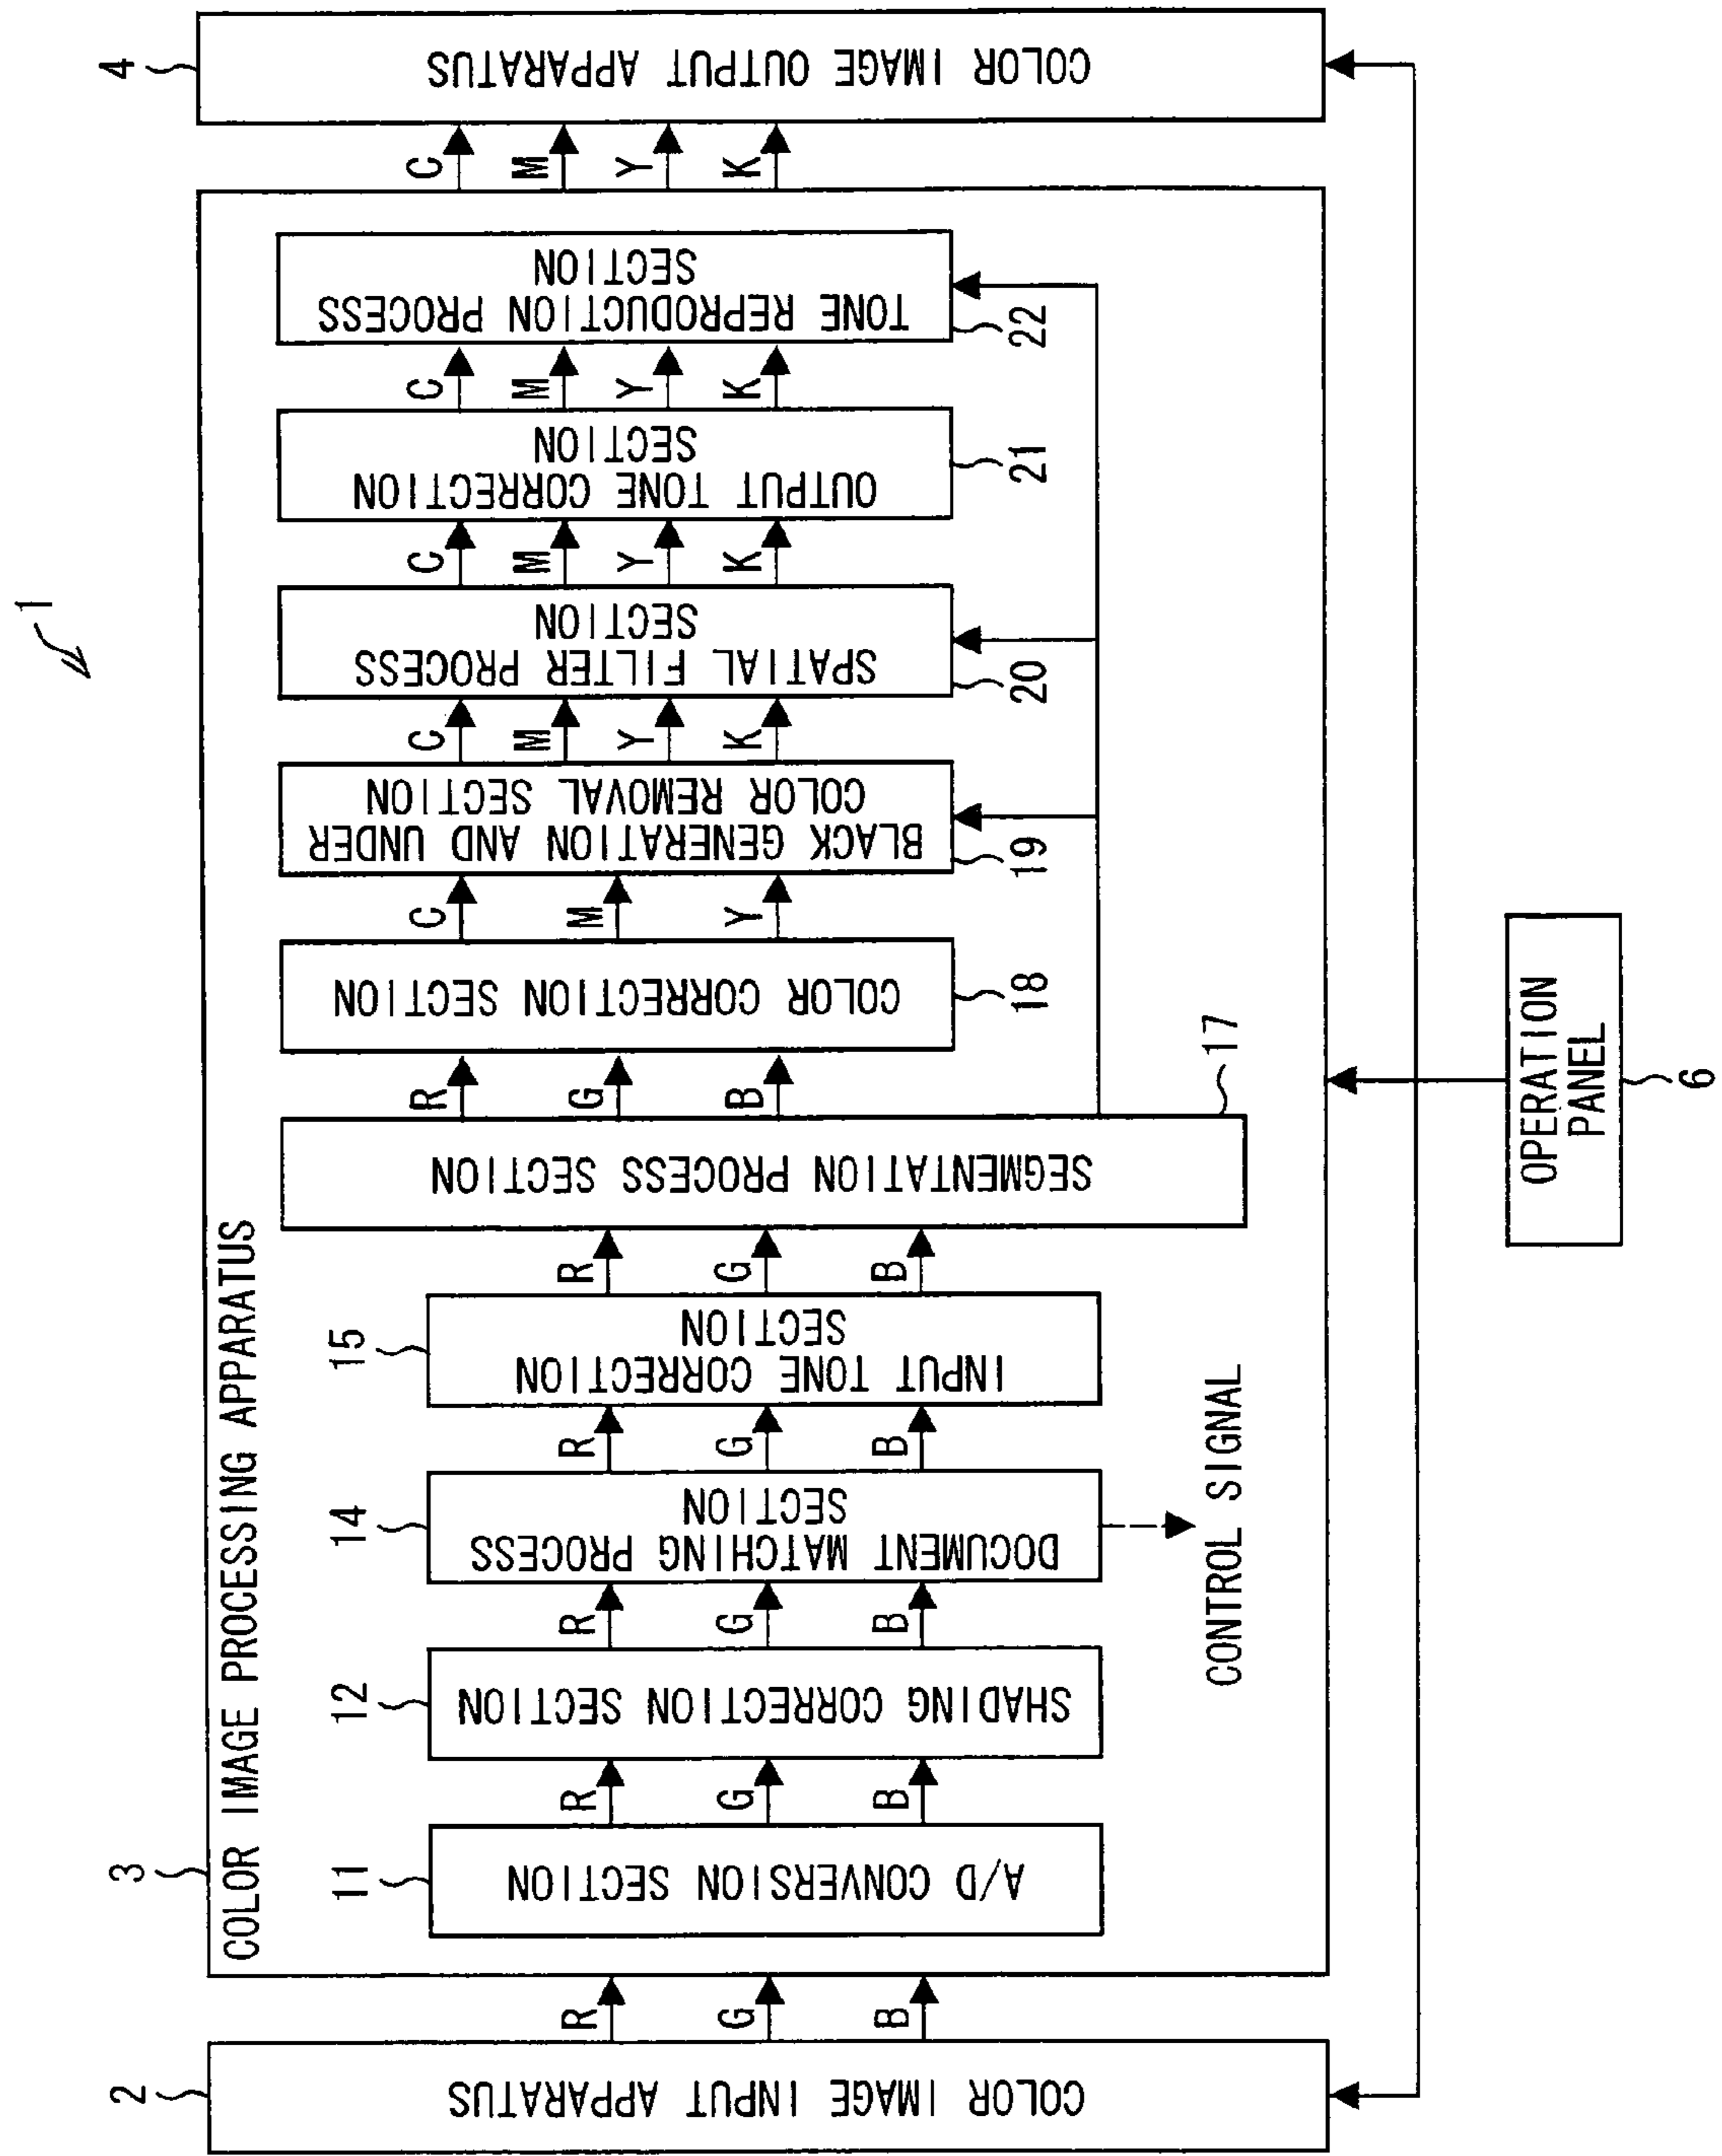 1
2
COLOR IMAGE INPUT APPARATUS
R
G
B
3
COLOR IMAGE PROCESSING APPARATUS
11
A/D CONVERSION SECTION
R
G
B
12
SHADING CORRECTION SECTION
R
G
B
14
DOCUMENT MATCHING PROCESS
SECTION
CONTROL SIGNAL
R
G
B
15
INPUT TONE CORRECTION
SECTION
R
G
B
SEGMENTATION PROCESS SECTION
17
R
G
B
COLOR CORRECTION SECTION
18
C
M
Y
BLACK GENERATION AND UNDER
COLOR REMOVAL SECTION
19
C
M
Y
K
SPATIAL FILTER PROCESS
SECTION
20
C
M
Y
K
OUTPUT TONE CORRECTION
SECTION
21
C
M
Y
K
TONE REPRODUCTION PROCESS
SECTION
22
C
M
Y
K
4
COLOR IMAGE OUTPUT APPARATUS
OPERATION
PANEL
6